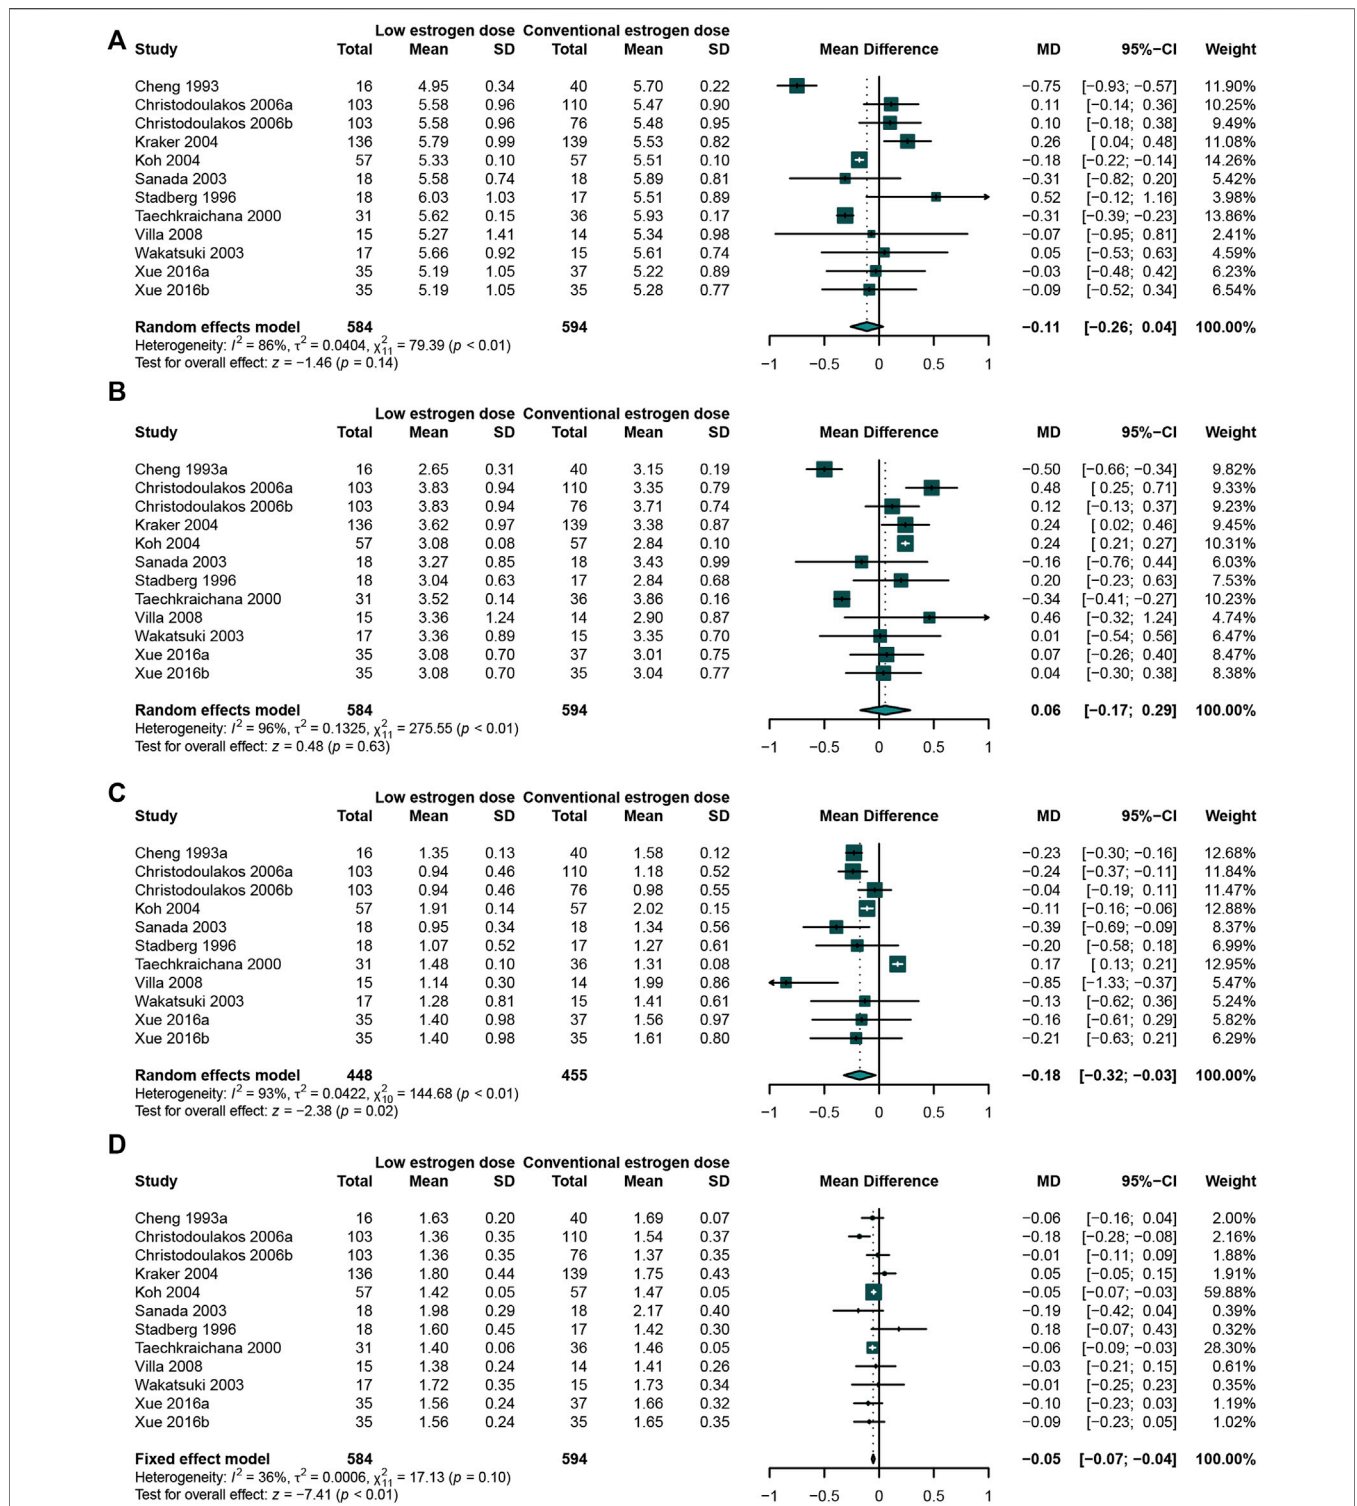 A
Low estrogen dose Conventional estrogen dose
Study Total Mean SD Total Mean SD Mean Difference MD 95%−CI Weight
Cheng 1993 16 4.95 0.34 40 5.70 0.22 −0.75 [−0.93; −0.57] 11.90%
Christodoulakos 2006a 103 5.58 0.96 110 5.47 0.90 0.11 [−0.14; 0.36] 10.25%
Christodoulakos 2006b 103 5.58 0.96 76 5.48 0.95 0.10 [−0.18; 0.38] 9.49%
Kraker 2004 136 5.79 0.99 139 5.53 0.82 0.26 [ 0.04; 0.48] 11.08%
Koh 2004 57 5.33 0.10 57 5.51 0.10 −0.18 [−0.22; −0.14] 14.26%
Sanada 2003 18 5.58 0.74 18 5.89 0.81 −0.31 [−0.82; 0.20] 5.42%
Stadberg 1996 18 6.03 1.03 17 5.51 0.89 0.52 [−0.12; 1.16] 3.98%
Taechkraichana 2000 31 5.62 0.15 36 5.93 0.17 −0.31 [−0.39; −0.23] 13.86%
Villa 2008 15 5.27 1.41 14 5.34 0.98 −0.07 [−0.95; 0.81] 2.41%
Wakatsuki 2003 17 5.66 0.92 15 5.61 0.74 0.05 [−0.53; 0.63] 4.59%
Xue 2016a 35 5.19 1.05 37 5.22 0.89 −0.03 [−0.48; 0.42] 6.23%
Xue 2016b 35 5.19 1.05 35 5.28 0.77 −0.09 [−0.52; 0.34] 6.54%
Random effects model 584 594 −0.11 [−0.26; 0.04] 100.00%
Heterogeneity: I² = 86%, τ² = 0.0404, χ²₁₁ = 79.39 (p < 0.01)
Test for overall effect: z = −1.46 (p = 0.14)
−1 −0.5 0 0.5 1
B
Low estrogen dose Conventional estrogen dose
Study Total Mean SD Total Mean SD Mean Difference MD 95%−CI Weight
Cheng 1993a 16 2.65 0.31 40 3.15 0.19 −0.50 [−0.66; −0.34] 9.82%
Christodoulakos 2006a 103 3.83 0.94 110 3.35 0.79 0.48 [ 0.25; 0.71] 9.33%
Christodoulakos 2006b 103 3.83 0.94 76 3.71 0.74 0.12 [−0.13; 0.37] 9.23%
Kraker 2004 136 3.62 0.97 139 3.38 0.87 0.24 [ 0.02; 0.46] 9.45%
Koh 2004 57 3.08 0.08 57 2.84 0.10 0.24 [ 0.21; 0.27] 10.31%
Sanada 2003 18 3.27 0.85 18 3.43 0.99 −0.16 [−0.76; 0.44] 6.03%
Stadberg 1996 18 3.04 0.63 17 2.84 0.68 0.20 [−0.23; 0.63] 7.53%
Taechkraichana 2000 31 3.52 0.14 36 3.86 0.16 −0.34 [−0.41; −0.27] 10.23%
Villa 2008 15 3.36 1.24 14 2.90 0.87 0.46 [−0.32; 1.24] 4.74%
Wakatsuki 2003 17 3.36 0.89 15 3.35 0.70 0.01 [−0.54; 0.56] 6.47%
Xue 2016a 35 3.08 0.70 37 3.01 0.75 0.07 [−0.26; 0.40] 8.47%
Xue 2016b 35 3.08 0.70 35 3.04 0.77 0.04 [−0.30; 0.38] 8.38%
Random effects model 584 594 0.06 [−0.17; 0.29] 100.00%
Heterogeneity: I² = 96%, τ² = 0.1325, χ²₁₁ = 275.55 (p < 0.01)
Test for overall effect: z = 0.48 (p = 0.63)
−1 −0.5 0 0.5 1
C
Low estrogen dose Conventional estrogen dose
Study Total Mean SD Total Mean SD Mean Difference MD 95%−CI Weight
Cheng 1993a 16 1.35 0.13 40 1.58 0.12 −0.23 [−0.30; −0.16] 12.68%
Christodoulakos 2006a 103 0.94 0.46 110 1.18 0.52 −0.24 [−0.37; −0.11] 11.84%
Christodoulakos 2006b 103 0.94 0.46 76 0.98 0.55 −0.04 [−0.19; 0.11] 11.47%
Koh 2004 57 1.91 0.14 57 2.02 0.15 −0.11 [−0.16; −0.06] 12.88%
Sanada 2003 18 0.95 0.34 18 1.34 0.56 −0.39 [−0.69; −0.09] 8.37%
Stadberg 1996 18 1.07 0.52 17 1.27 0.61 −0.20 [−0.58; 0.18] 6.99%
Taechkraichana 2000 31 1.48 0.10 36 1.31 0.08 0.17 [ 0.13; 0.21] 12.95%
Villa 2008 15 1.14 0.30 14 1.99 0.86 −0.85 [−1.33; −0.37] 5.47%
Wakatsuki 2003 17 1.28 0.81 15 1.41 0.61 −0.13 [−0.62; 0.36] 5.24%
Xue 2016a 35 1.40 0.98 37 1.56 0.97 −0.16 [−0.61; 0.29] 5.82%
Xue 2016b 35 1.40 0.98 35 1.61 0.80 −0.21 [−0.63; 0.21] 6.29%
Random effects model 448 455 −0.18 [−0.32; −0.03] 100.00%
Heterogeneity: I² = 93%, τ² = 0.0422, χ²₁₀ = 144.68 (p < 0.01)
Test for overall effect: z = −2.38 (p = 0.02)
−1 −0.5 0 0.5 1
D
Low estrogen dose Conventional estrogen dose
Study Total Mean SD Total Mean SD Mean Difference MD 95%−CI Weight
Cheng 1993a 16 1.63 0.20 40 1.69 0.07 −0.06 [−0.16; 0.04] 2.00%
Christodoulakos 2006a 103 1.36 0.35 110 1.54 0.37 −0.18 [−0.28; −0.08] 2.16%
Christodoulakos 2006b 103 1.36 0.35 76 1.37 0.35 −0.01 [−0.11; 0.09] 1.88%
Kraker 2004 136 1.80 0.44 139 1.75 0.43 0.05 [−0.05; 0.15] 1.91%
Koh 2004 57 1.42 0.05 57 1.47 0.05 −0.05 [−0.07; −0.03] 59.88%
Sanada 2003 18 1.98 0.29 18 2.17 0.40 −0.19 [−0.42; 0.04] 0.39%
Stadberg 1996 18 1.60 0.45 17 1.42 0.30 0.18 [−0.07; 0.43] 0.32%
Taechkraichana 2000 31 1.40 0.06 36 1.46 0.05 −0.06 [−0.09; −0.03] 28.30%
Villa 2008 15 1.38 0.24 14 1.41 0.26 −0.03 [−0.21; 0.15] 0.61%
Wakatsuki 2003 17 1.72 0.35 15 1.73 0.34 −0.01 [−0.25; 0.23] 0.35%
Xue 2016a 35 1.56 0.24 37 1.66 0.32 −0.10 [−0.23; 0.03] 1.19%
Xue 2016b 35 1.56 0.24 35 1.65 0.35 −0.09 [−0.23; 0.05] 1.02%
Fixed effect model 584 594 −0.05 [−0.07; −0.04] 100.00%
Heterogeneity: I² = 36%, τ² = 0.0006, χ²₁₁ = 17.13 (p = 0.10)
Test for overall effect: z = −7.41 (p < 0.01)
−1 −0.5 0 0.5 1